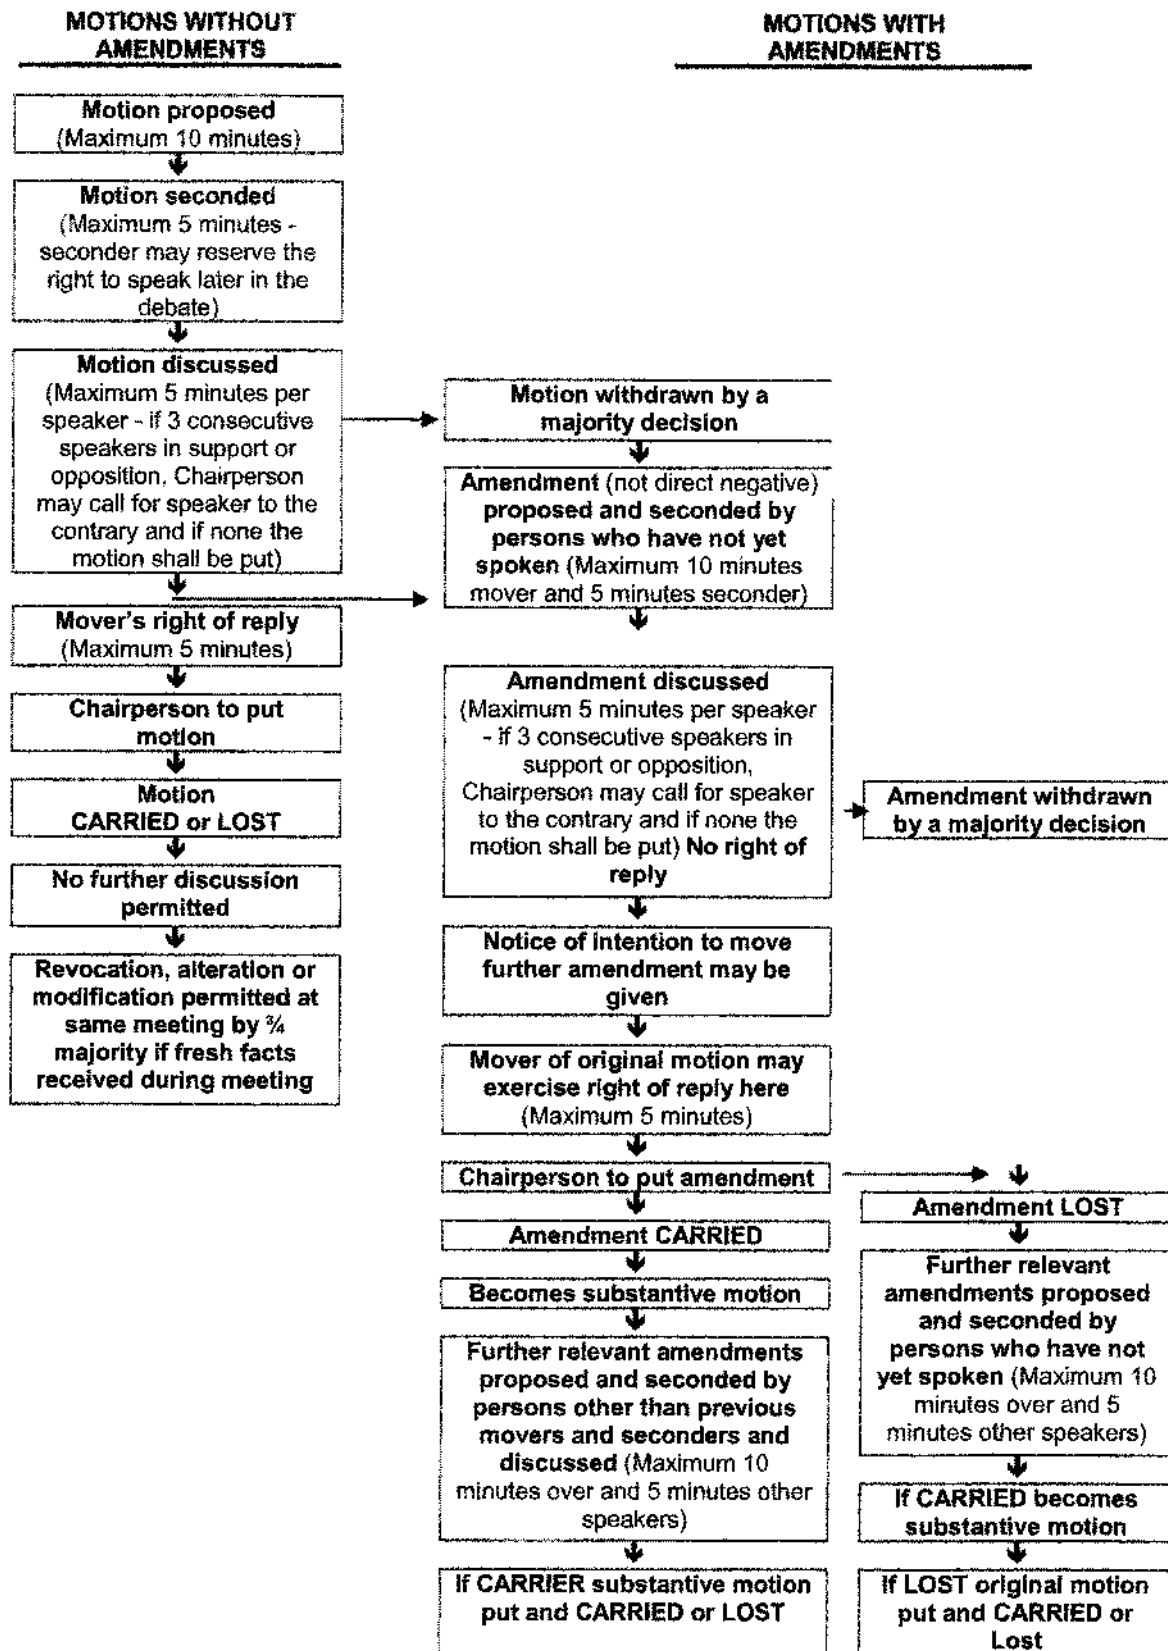 MOTIONS WITHOUT
AMENDMENTS
Motion proposed
(Maximum 10 minutes)
Motion seconded
(Maximum 5 minutes -
seconder may reserve the
right to speak later in the
debate)
Motion discussed
(Maximum 5 minutes per
speaker - if 3 consecutive
speakers in support or
opposition, Chairperson
may call for speaker to the
contrary and if none the
motion shall be put)
Mover's right of reply
(Maximum 5 minutes)
Chairperson to put
motion
Motion
CARRIED or LOST
No further discussion
permitted
Revocation, alteration or
modification permitted at
same meeting by ¾
majority if fresh facts
received during meeting
MOTIONS WITH
AMENDMENTS
Motion withdrawn by a
majority decision
Amendment (not direct negative)
proposed and seconded by
persons who have not yet
spoken (Maximum 10 minutes
mover and 5 minutes seconder)
Amendment discussed
(Maximum 5 minutes per speaker
- if 3 consecutive speakers in
support or opposition,
Chairperson may call for speaker
to the contrary and if none the
motion shall be put) No right of
reply
Amendment withdrawn
by a majority decision
Notice of intention to move
further amendment may be
given
Mover of original motion may
exercise right of reply here
(Maximum 5 minutes)
Chairperson to put amendment
Amendment CARRIED
Becomes substantive motion
Further relevant amendments
proposed and seconded by
persons other than previous
movers and seconders and
discussed (Maximum 10
minutes over and 5 minutes other
speakers)
If CARRIER substantive motion
put and CARRIED or LOST
Amendment LOST
Further relevant
amendments proposed
and seconded by
persons who have not
yet spoken (Maximum 10
minutes over and 5
minutes other speakers)
If CARRIED becomes
substantive motion
If LOST original motion
put and CARRIED or
Lost